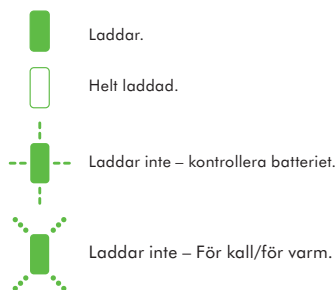 Laddar.
Helt laddad.
Laddar inte – kontrollera batteriet.
Laddar inte – För kall/för varm.